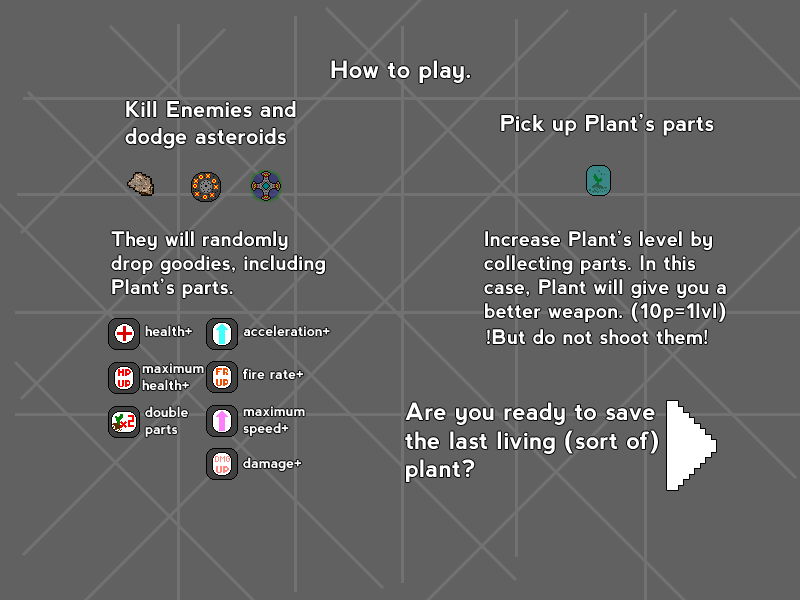 How to play.
Kill Enemies and
dodge asteroids
They will randomly
drop goodies, including
Plant's parts.
health+
acceleration+
HP
UP
maximum
health+
FR
UP
fire rate+
x2
double
parts
maximum
speed+
DMG
UP
damage+
Pick up Plant's parts
Increase Plant's level by
collecting parts. In this
case, Plant will give you a
better weapon. (10p=1lvl)
!But do not shoot them!
Are you ready to save
the last living (sort of)
plant?